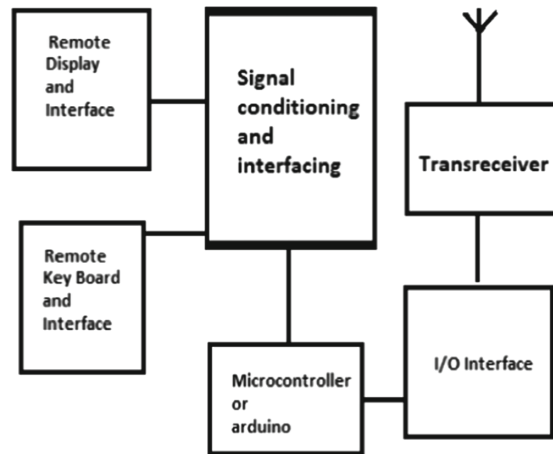 Remote
Display
and
Interface
Signal
conditioning
and
interfacing
Transreceiver
Remote
Key Board
and
Interface
Microcontroller
or
arduino
I/O Interface